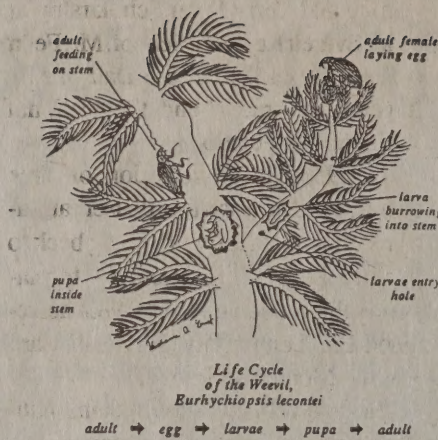 adult
feeding
on stem
adult female
laying egg
larva
burrowing
into stem
pupa
inside
stem
larvae entry
hole
Life Cycle
of the Weevil,
Eurhychiopsis lecontei
adult → egg → larvae → pupa → adult